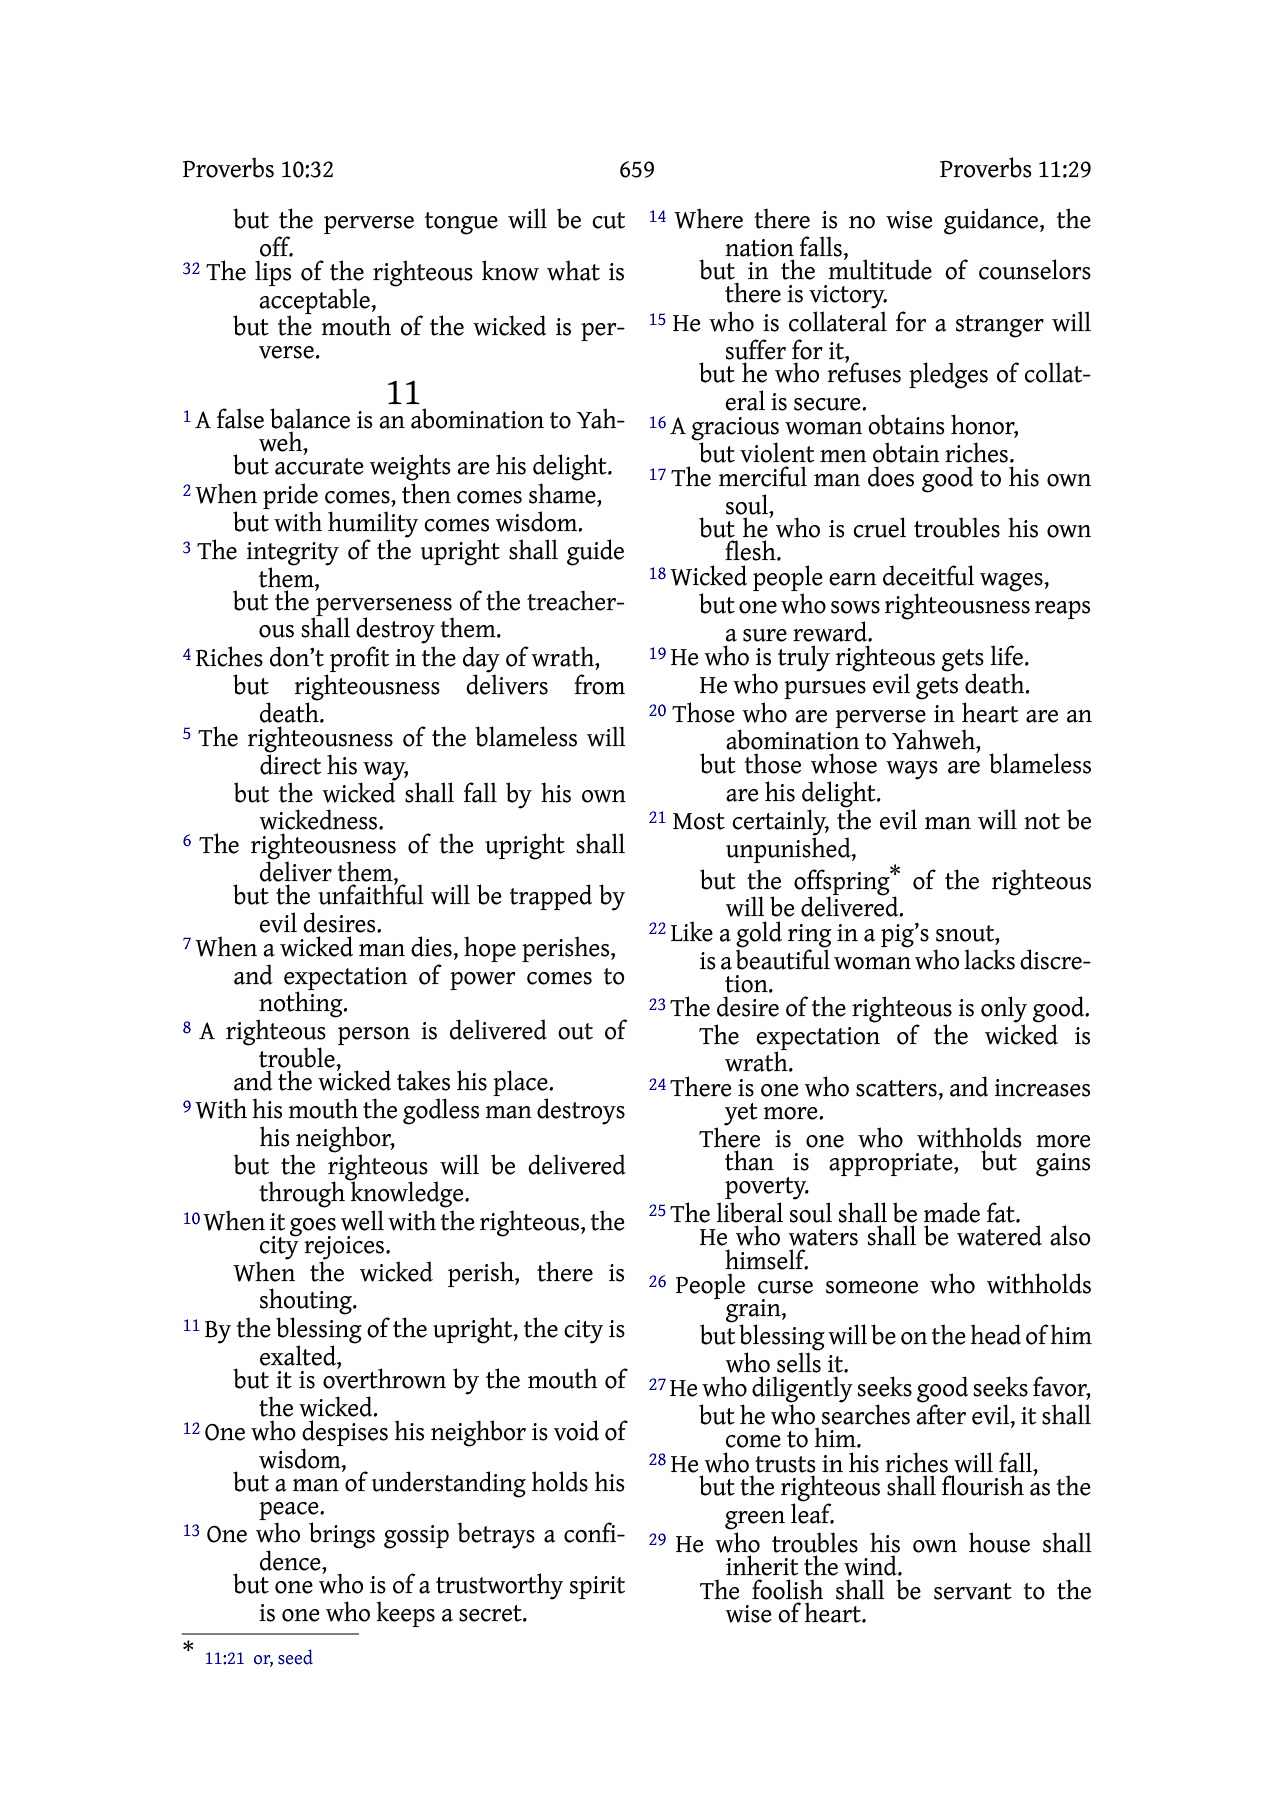 Proverbs 10:32 659 Proverbs 11:29
but the perverse tongue will be cut
off.
32 The lips of the righteous know what is
acceptable,
but the mouth of the wicked is per-
verse.
11
1 A false balance is an abomination to Yah-
weh,
but accurate weights are his delight.
2 When pride comes, then comes shame,
but with humility comes wisdom.
3 The integrity of the upright shall guide
them,
but the perverseness of the treacher-
ous shall destroy them.
4 Riches don’t profit in the day of wrath,
but righteousness delivers from
death.
5 The righteousness of the blameless will
direct his way,
but the wicked shall fall by his own
wickedness.
6 The righteousness of the upright shall
deliver them,
but the unfaithful will be trapped by
evil desires.
7 When a wicked man dies, hope perishes,
and expectation of power comes to
nothing.
8 A righteous person is delivered out of
trouble,
and the wicked takes his place.
9 With his mouth the godless man destroys
his neighbor,
but the righteous will be delivered
through knowledge.
10 When it goes well with the righteous, the
city rejoices.
When the wicked perish, there is
shouting.
11 By the blessing of the upright, the city is
exalted,
but it is overthrown by the mouth of
the wicked.
12 One who despises his neighbor is void of
wisdom,
but a man of understanding holds his
peace.
13 One who brings gossip betrays a confi-
dence,
but one who is of a trustworthy spirit
is one who keeps a secret.
14 Where there is no wise guidance, the
nation falls,
but in the multitude of counselors
there is victory.
15 He who is collateral for a stranger will
suffer for it,
but he who refuses pledges of collat-
eral is secure.
16 A gracious woman obtains honor,
but violent men obtain riches.
17 The merciful man does good to his own
soul,
but he who is cruel troubles his own
flesh.
18 Wicked people earn deceitful wages,
but one who sows righteousness reaps
a sure reward.
19 He who is truly righteous gets life.
He who pursues evil gets death.
20 Those who are perverse in heart are an
abomination to Yahweh,
but those whose ways are blameless
are his delight.
21 Most certainly, the evil man will not be
unpunished,
but the offspring* of the righteous
will be delivered.
22 Like a gold ring in a pig’s snout,
is a beautiful woman who lacks discre-
tion.
23 The desire of the righteous is only good.
The expectation of the wicked is
wrath.
24 There is one who scatters, and increases
yet more.
There is one who withholds more
than is appropriate, but gains
poverty.
25 The liberal soul shall be made fat.
He who waters shall be watered also
himself.
26 People curse someone who withholds
grain,
but blessing will be on the head of him
who sells it.
27 He who diligently seeks good seeks favor,
but he who searches after evil, it shall
come to him.
28 He who trusts in his riches will fall,
but the righteous shall flourish as the
green leaf.
29 He who troubles his own house shall
inherit the wind.
The foolish shall be servant to the
wise of heart.
* 11:21 or, seed